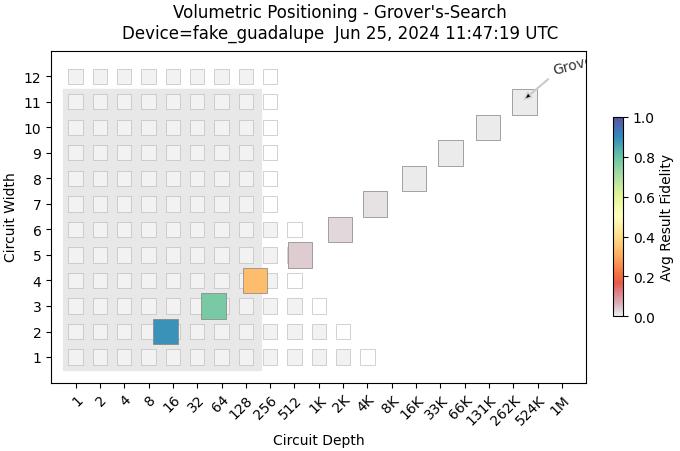 Volumetric Positioning - Grover's-Search
Device=fake_guadalupe  Jun 25, 2024 11:47:19 UTC
Grov
12
11
10
9
8
7
6
5
4
3
2
1
Circuit Width
1 2 4 8 16 32 64 128 256 512 1K 2K 4K 8K 16K 33K 66K 131K 262K 524K 1M
Circuit Depth
1.0
0.8
0.6
0.4
0.2
0.0
Avg Result Fidelity